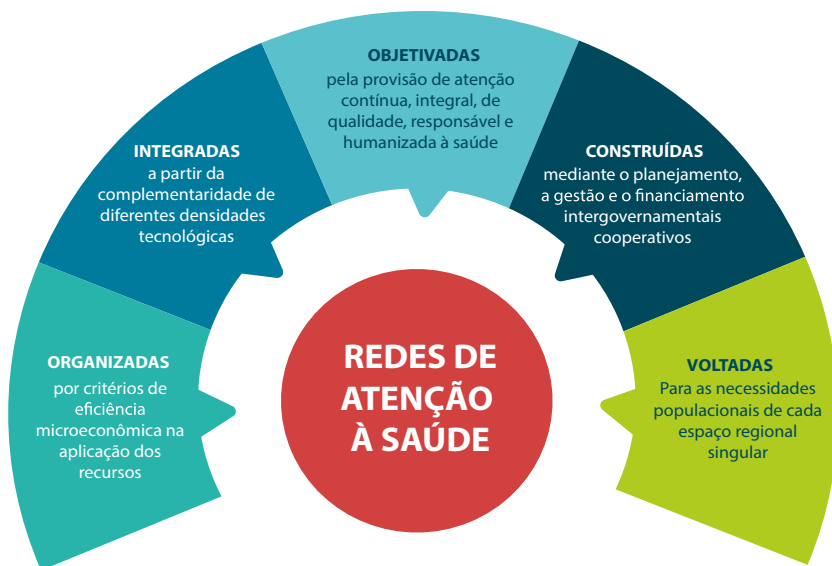 OBJETIVADAS
pela provisão de atenção
contínua, integral, de
qualidade, responsável e
humanizada à saúde
INTEGRADAS
a partir da
complementaridade de
diferentes densidades
tecnológicas
CONSTRUÍDAS
mediante o planejamento,
a gestão e o financiamento
intergovernamentais
cooperativos
ORGANIZADAS
por critérios de
eficiência
microeconômica na
aplicação dos
recursos
REDES DE
ATENÇÃO
À SAÚDE
VOLTADAS
Para as necessidades
populacionais de cada
espaço regional
singular